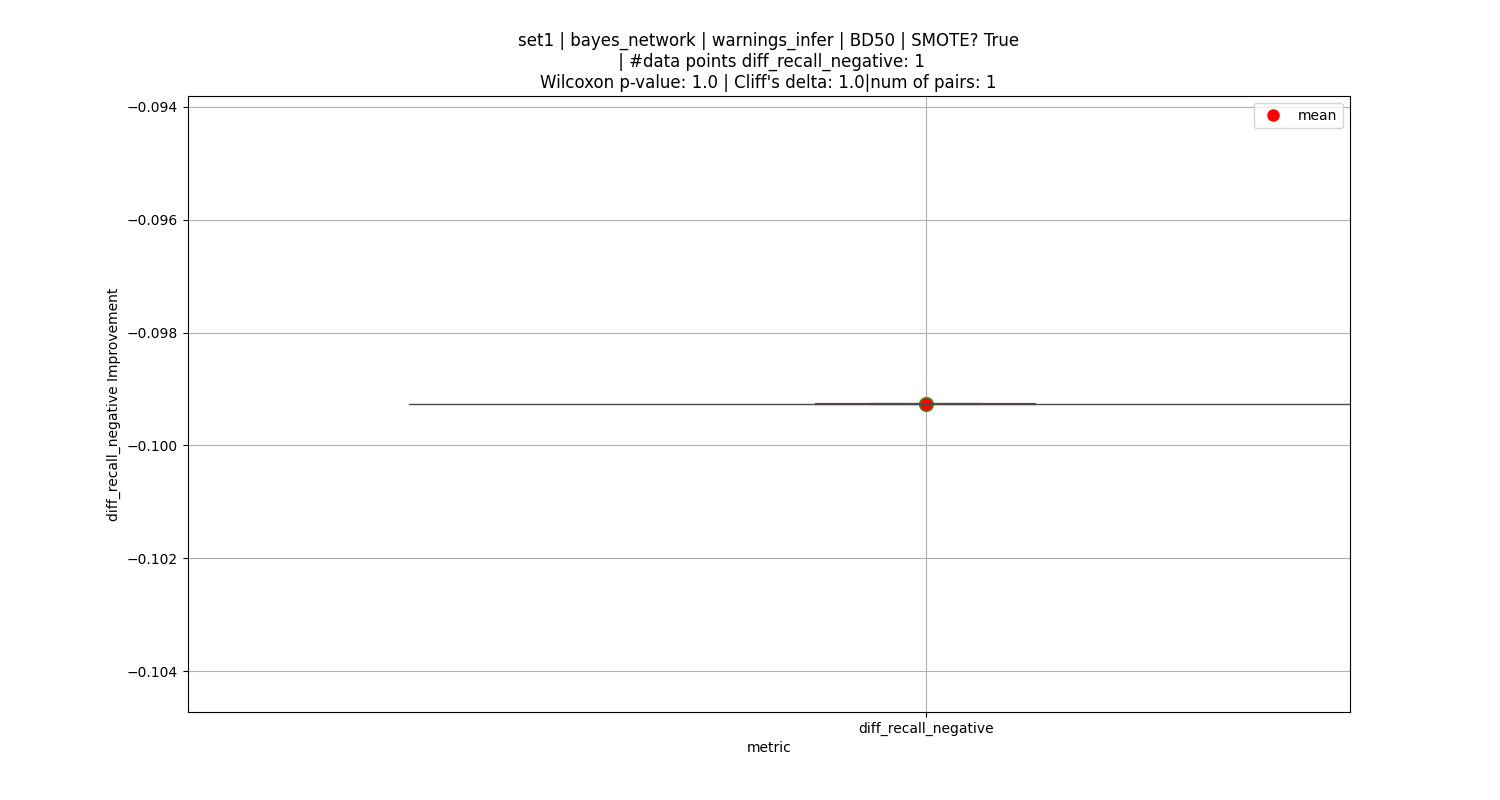 set1 | bayes_network | warnings_infer | BD50 | SMOTE? True
| #data points diff_recall_negative: 1
Wilcoxon p-value: 1.0 | Cliff's delta: 1.0|num of pairs: 1
mean
−0.094
−0.096
−0.098
−0.100
−0.102
−0.104
diff_recall_negative Improvement
diff_recall_negative
metric